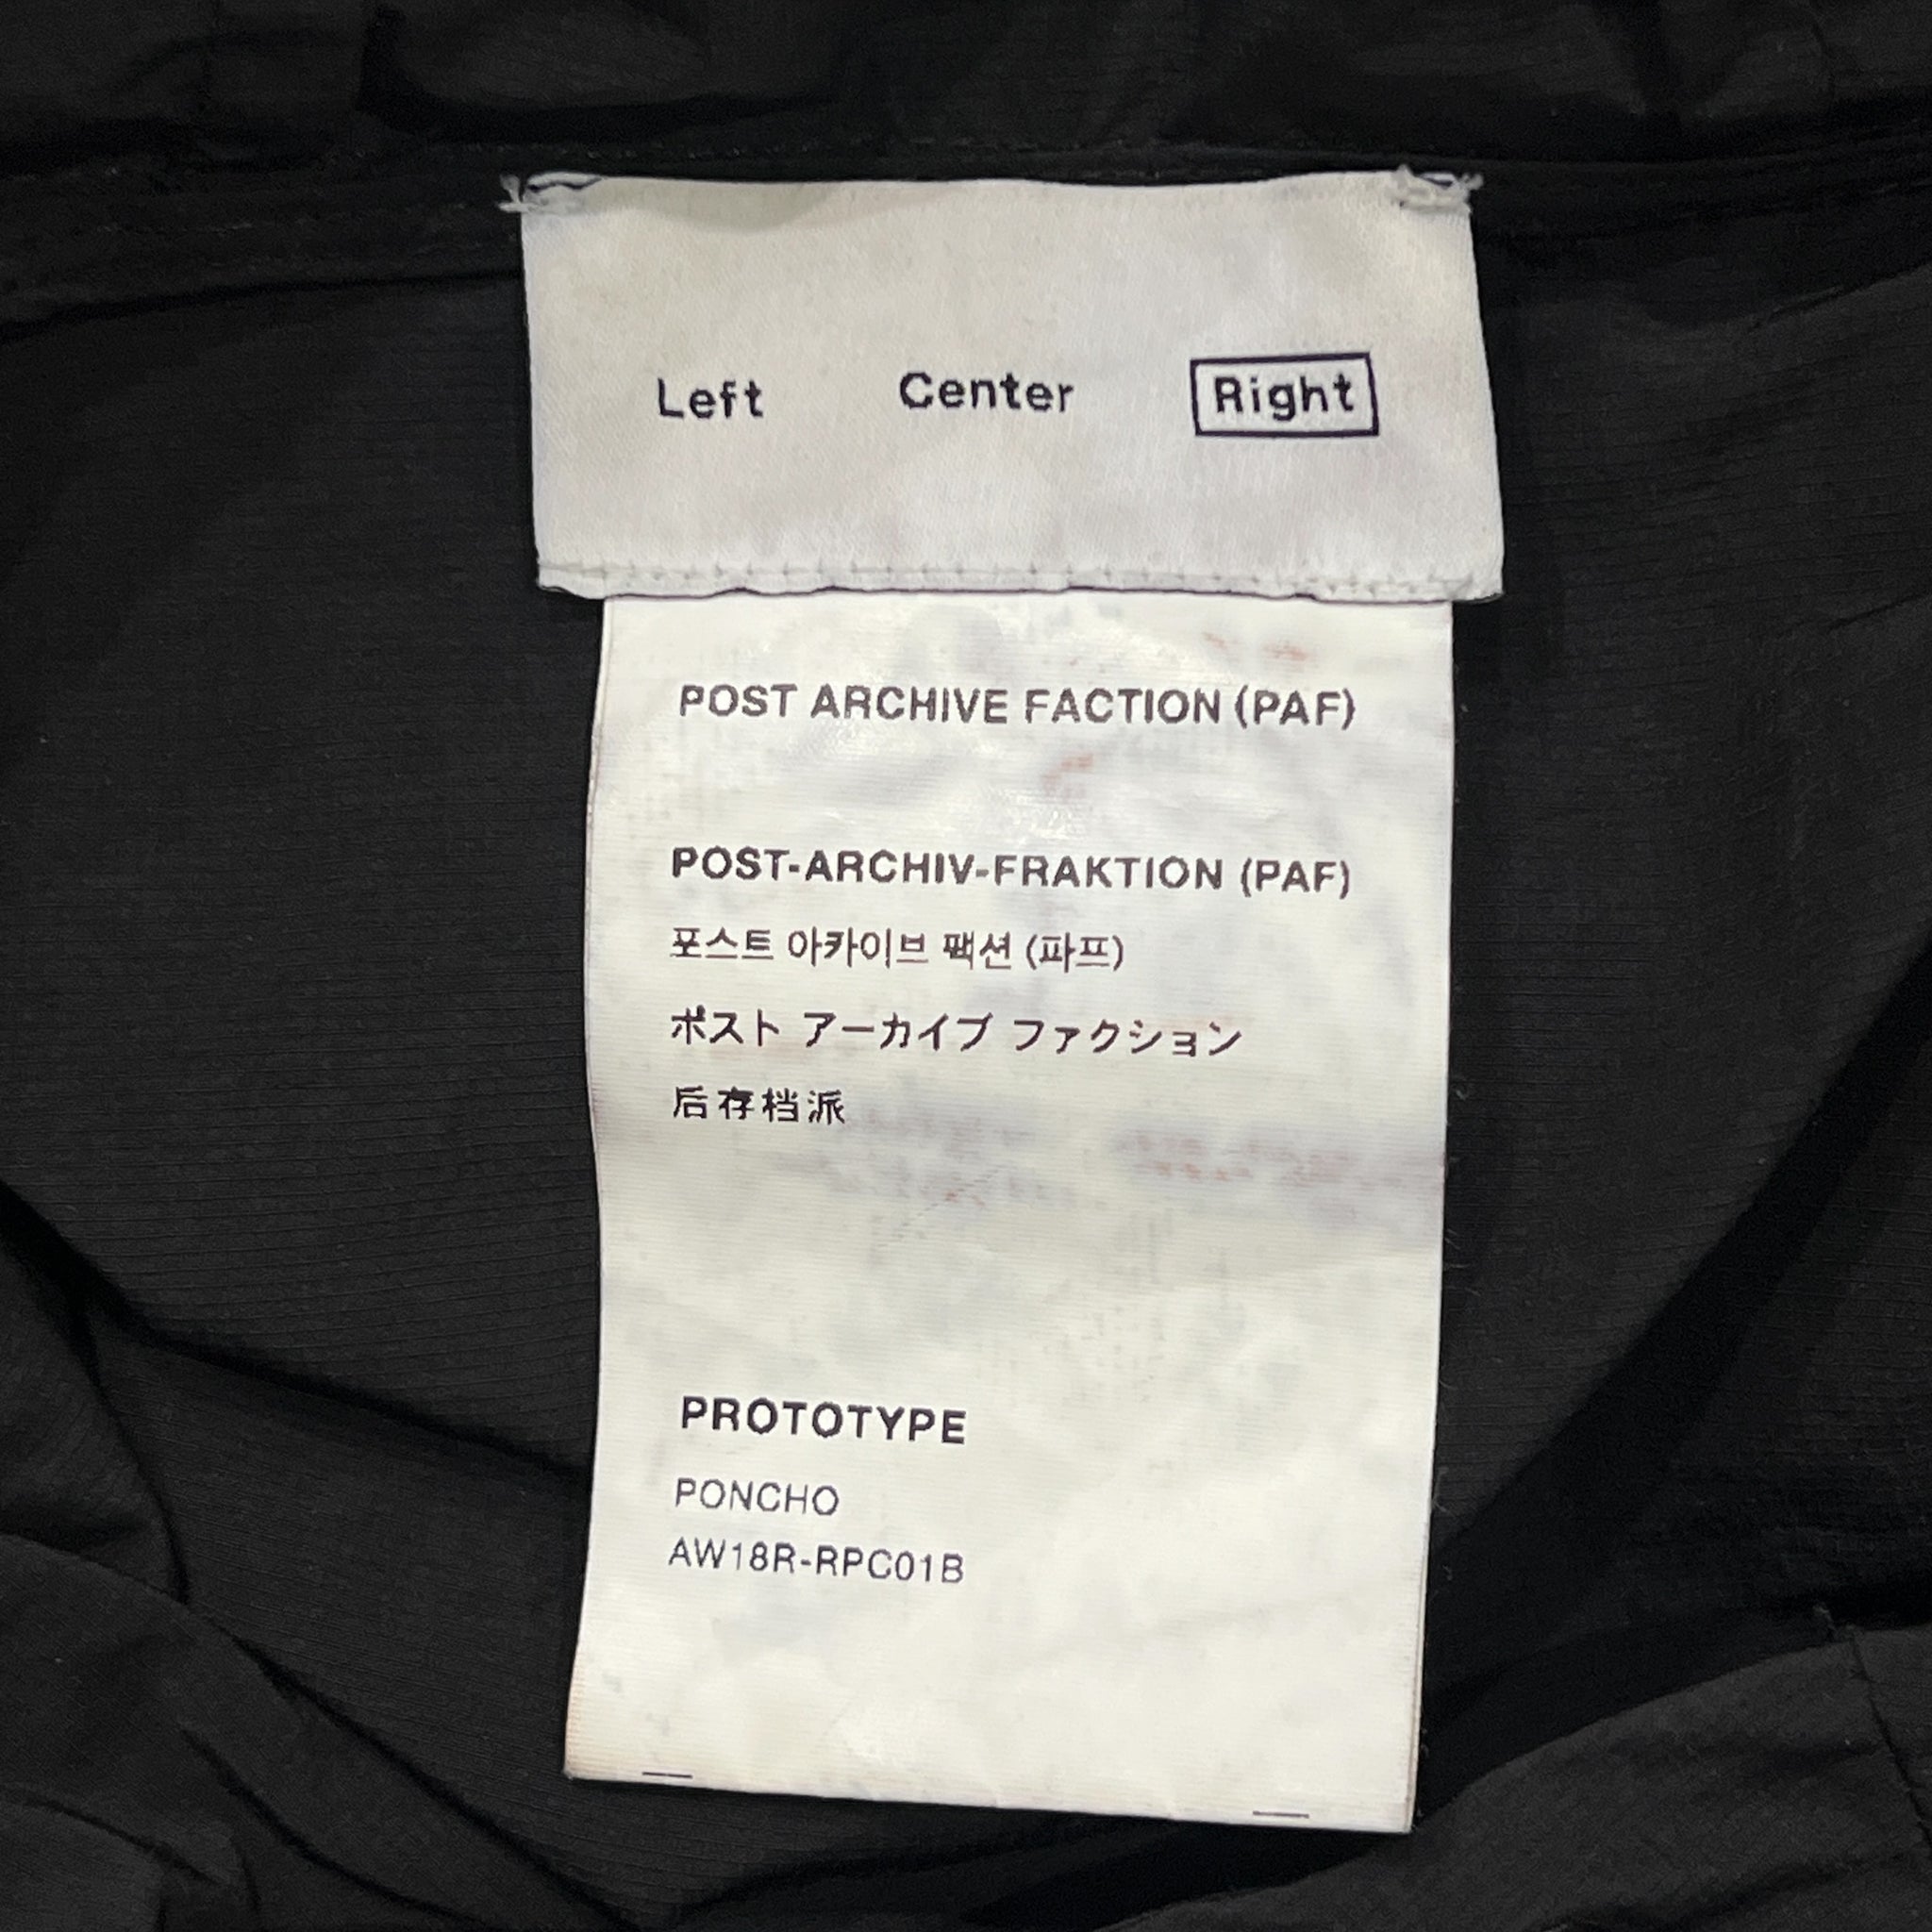 Left Center Right
POST ARCHIVE FACTION (PAF)
POST-ARCHIV-FRAKTION (PAF)
포스트 아카이브 팩션 (파프)
ポスト アーカイブ ファクション
后存档派
PROTOTYPE
PONCHO
AW18R-RPC01B